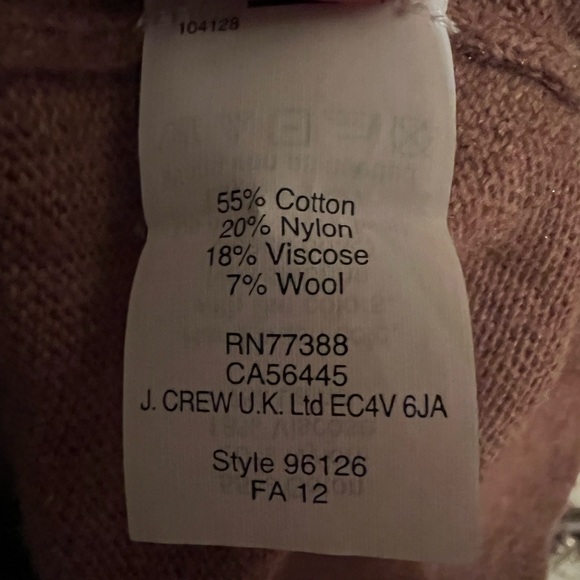 104128
55% Cotton
20% Nylon
18% Viscose
7% Wool
RN77388
CA56445
J. CREW U.K. Ltd EC4V 6JA
Style 96126
FA 12